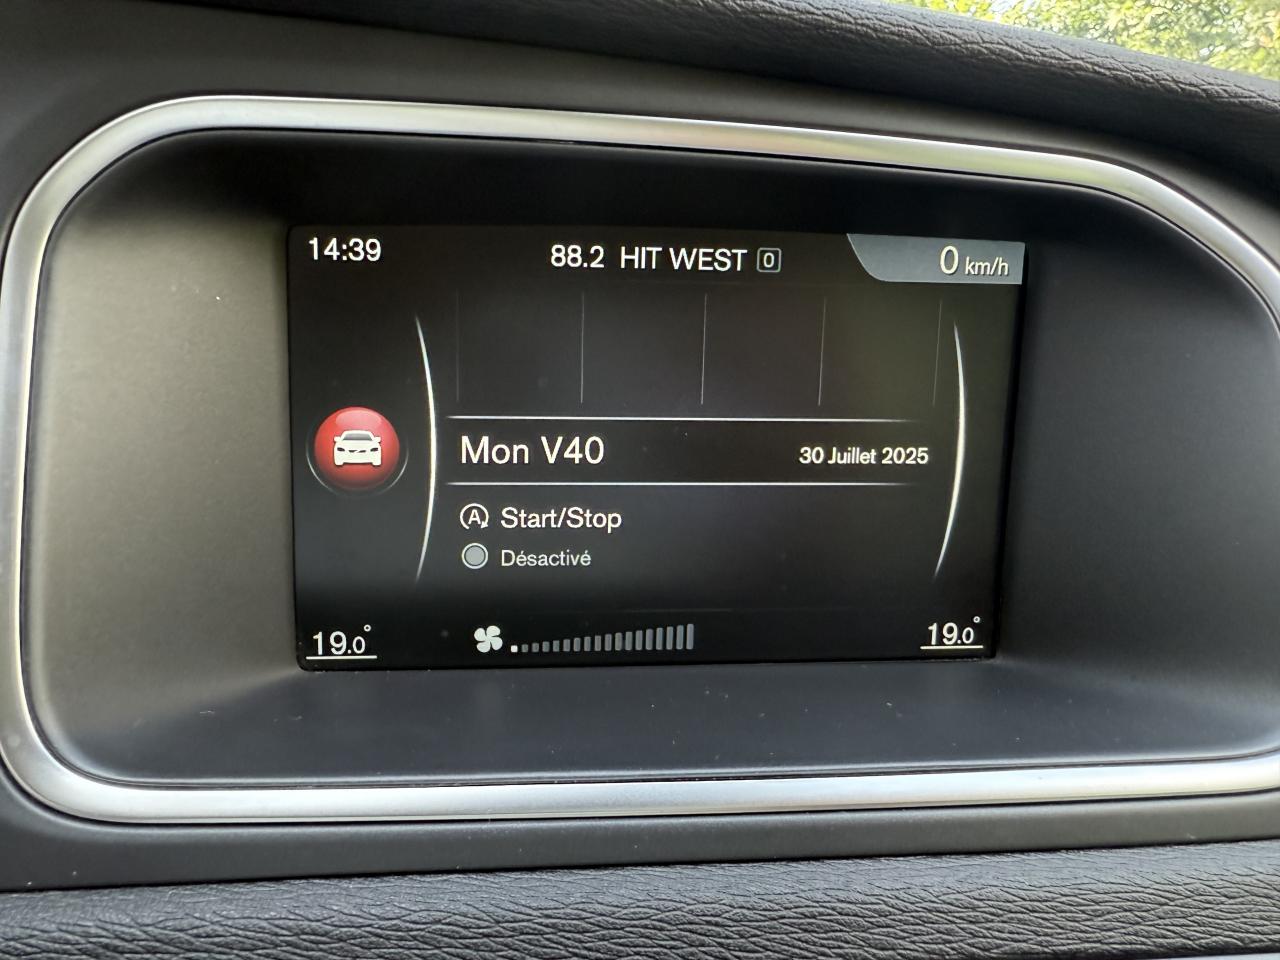 14:39 88.2 HIT WEST 0 0 km/h
Mon V40 30 Juillet 2025
A Start/Stop
Désactivé
19.0° 19.0°